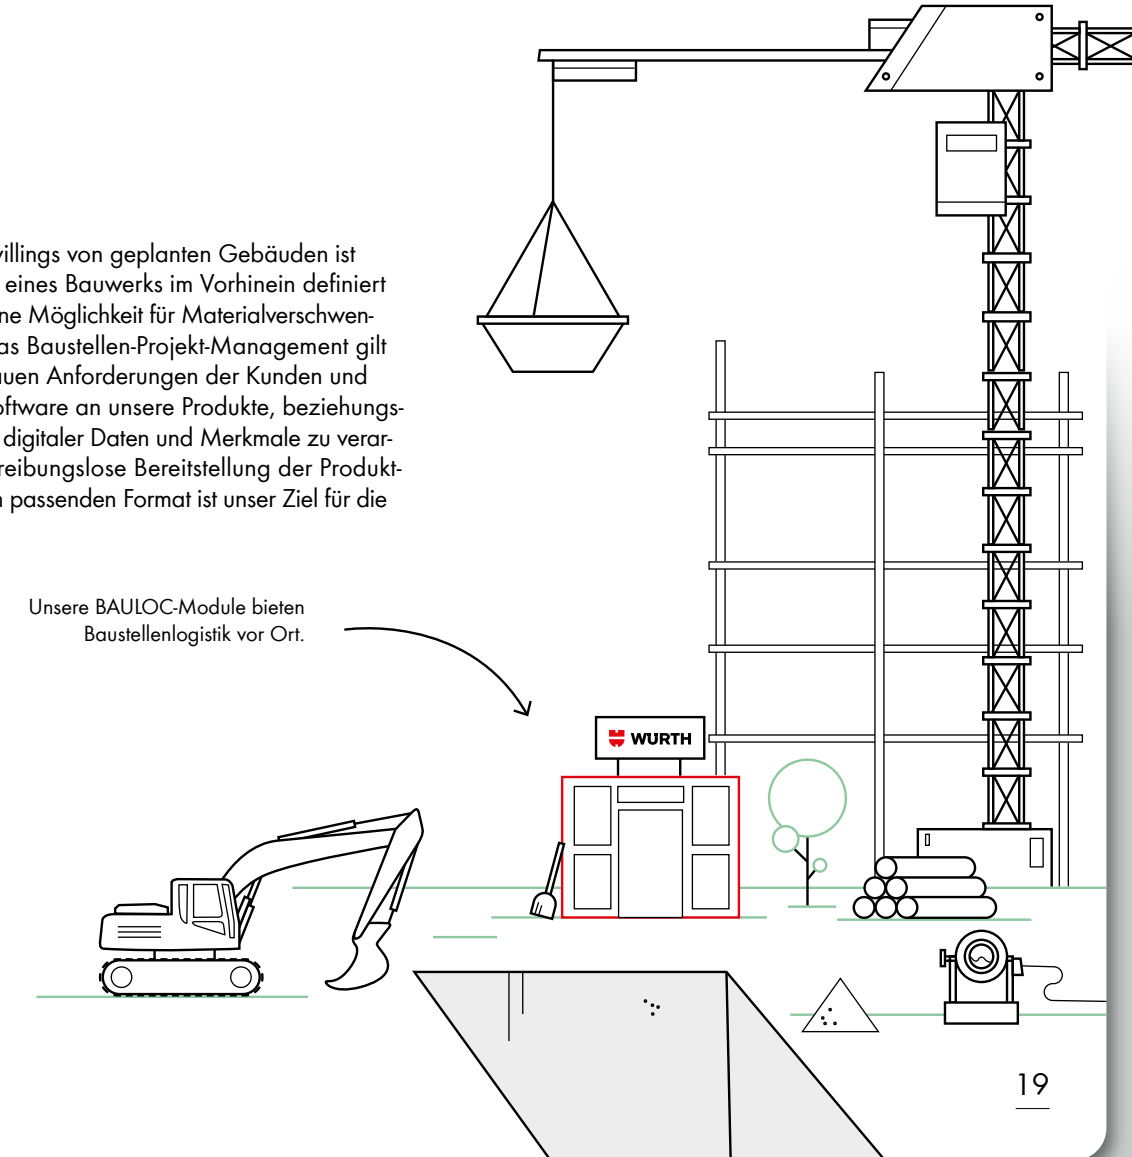 villings von geplanten Gebäuden ist
eines Bauwerks im Vorhinein definiert
ne Möglichkeit für Materialverschwen-
as Baustellen-Projekt-Management gilt
auen Anforderungen der Kunden und
oftware an unsere Produkte, beziehungs-
digitaler Daten und Merkmale zu verar-
reibungslose Bereitstellung der Produkt-
n passenden Format ist unser Ziel für die
Unsere BAULOC-Module bieten
Baustellenlogistik vor Ort.
WÜRTH
19